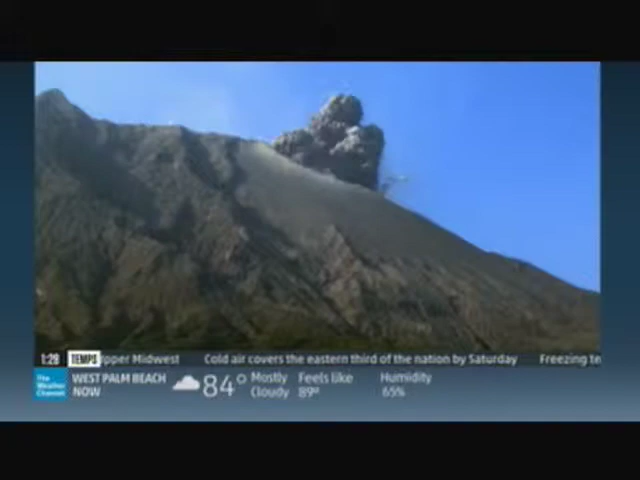 1:29 TEMPS pper Midwest Cold air covers the eastern third of the nation by Saturday Freezing te
The
Weather
Channel
WEST PALM BEACH
NOW
84°
Mostly
Cloudy
Feels like
89°
Humidity
65%